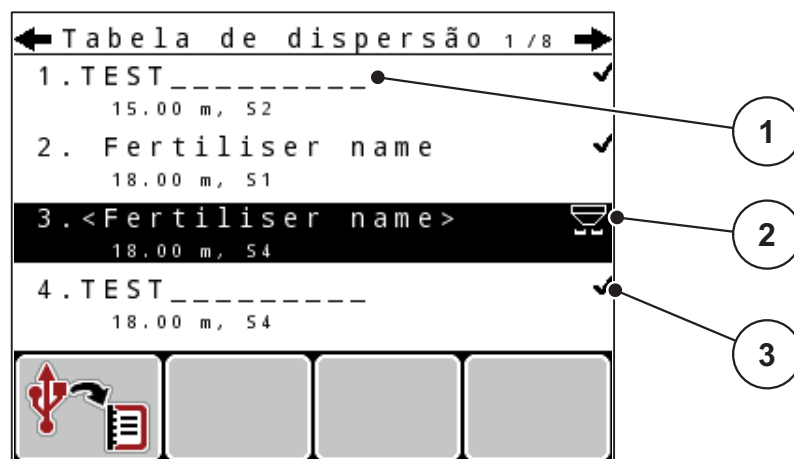 Tabela de dispersão 1/8
1.TEST_________
15.00 m, S2
2. Fertiliser name
18.00 m, S1
3.<Fertiliser name>
18.00 m, S4
4.TEST_________
18.00 m, S4
1
2
3